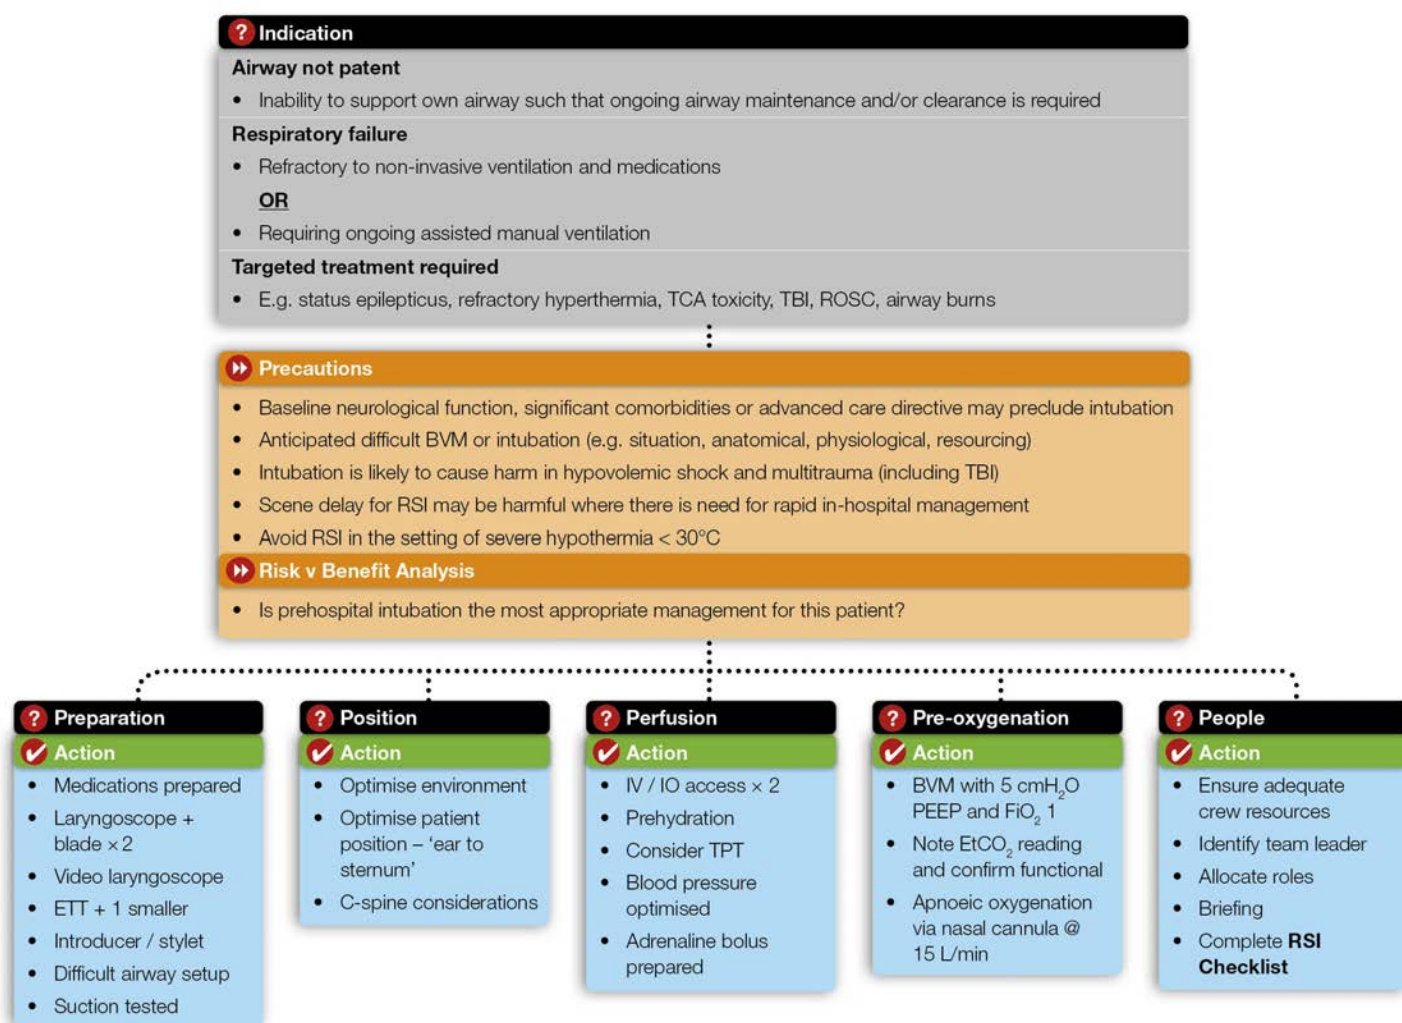 Indication
Airway not patent
• Inability to support own airway such that ongoing airway maintenance and/or clearance is required
Respiratory failure
• Refractory to non-invasive ventilation and medications
OR
• Requiring ongoing assisted manual ventilation
Targeted treatment required
• E.g. status epilepticus, refractory hyperthermia, TCA toxicity, TBI, ROSC, airway burns
Precautions
• Baseline neurological function, significant comorbidities or advanced care directive may preclude intubation
• Anticipated difficult BVM or intubation (e.g. situation, anatomical, physiological, resourcing)
• Intubation is likely to cause harm in hypovolemic shock and multitrauma (including TBI)
• Scene delay for RSI may be harmful where there is need for rapid in-hospital management
• Avoid RSI in the setting of severe hypothermia < 30°C
Risk v Benefit Analysis
• Is prehospital intubation the most appropriate management for this patient?
Preparation
Action
• Medications prepared
• Laryngoscope +
blade × 2
• Video laryngoscope
• ETT + 1 smaller
• Introducer / stylet
• Difficult airway setup
• Suction tested
Position
Action
• Optimise environment
• Optimise patient
position – ‘ear to
sternum’
• C-spine considerations
Perfusion
Action
• IV / IO access × 2
• Prehydration
• Consider TPT
• Blood pressure
optimised
• Adrenaline bolus
prepared
Pre-oxygenation
Action
• BVM with 5 cmH₂O
PEEP and FiO₂ 1
• Note EtCO₂ reading
and confirm functional
• Apnoeic oxygenation
via nasal cannula @
15 L/min
People
Action
• Ensure adequate
crew resources
• Identify team leader
• Allocate roles
• Briefing
• Complete RSI
Checklist